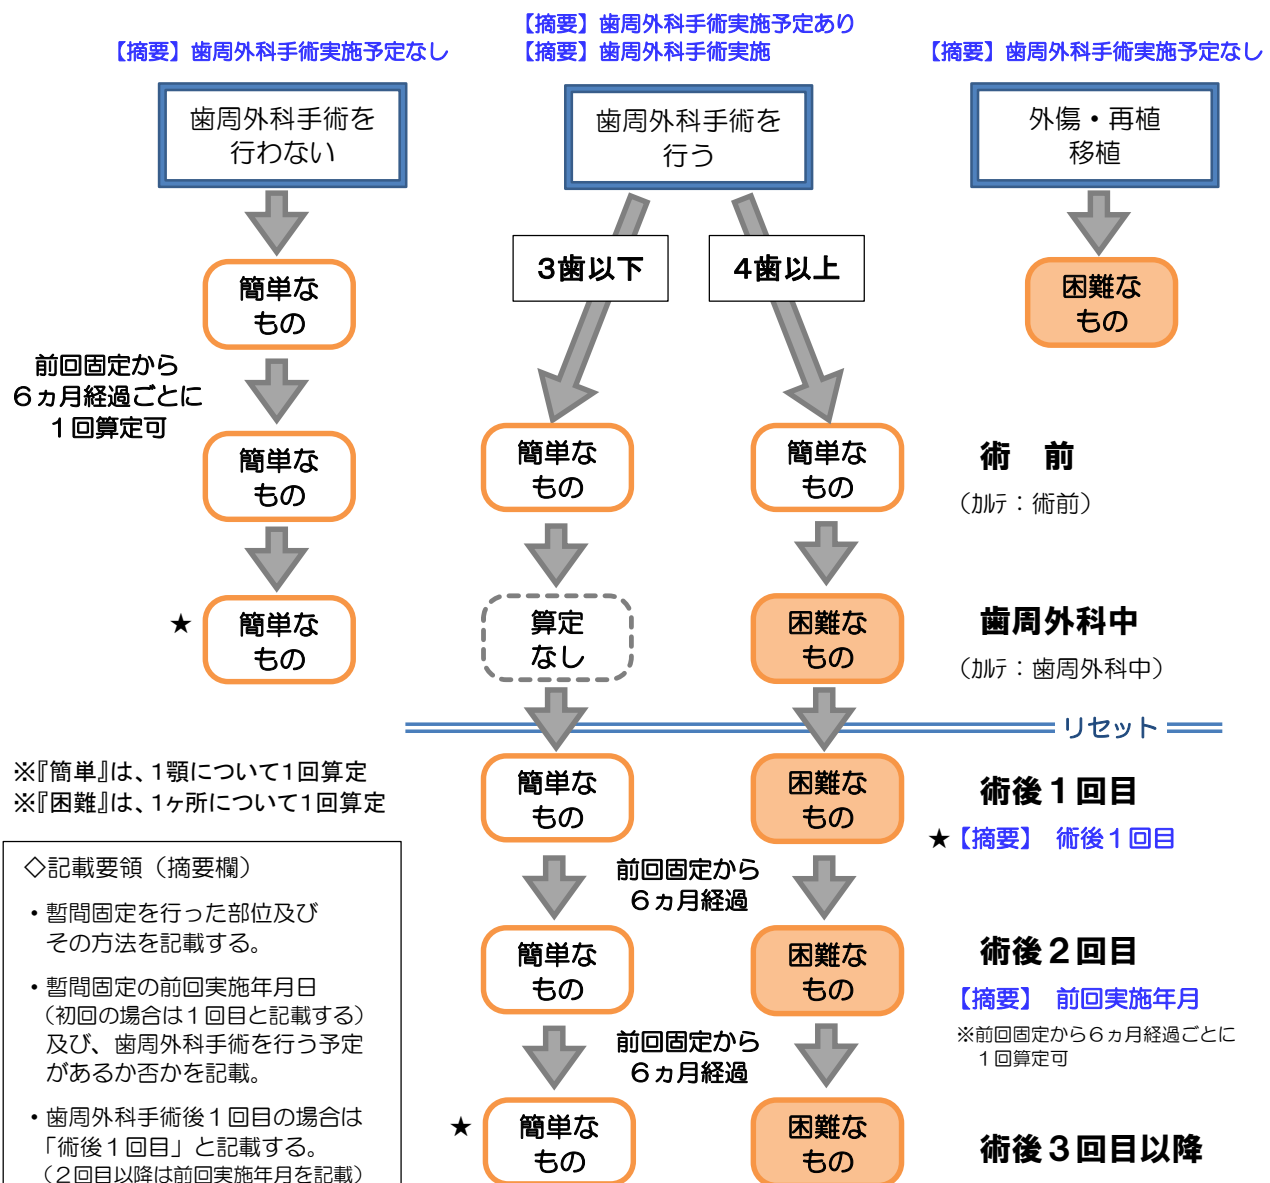 【摘要】歯周外科手術実施予定なし
【摘要】歯周外科手術実施予定あり
【摘要】歯周外科手術実施
【摘要】歯周外科手術実施予定なし
歯周外科手術を
行わない
歯周外科手術を
行う
外傷・再植
移植
3歯以下
4歯以上
簡単な
もの
困難な
もの
前回固定から
６ヵ月経過ごとに
１回算定可
簡単な
もの
簡単な
もの
簡単な
もの
術　前
（ｶﾙﾃ：術前）
★
簡単な
もの
算定
なし
困難な
もの
歯周外科中
（ｶﾙﾃ：歯周外科中）
リセット
※『簡単』は、1顎について1回算定
※『困難』は、1ヶ所について1回算定
簡単な
もの
困難な
もの
術後１回目
★【摘要】　術後１回目
前回固定から
６ヵ月経過
簡単な
もの
困難な
もの
術後２回目
【摘要】　前回実施年月
※前回固定から６ヵ月経過ごとに
１回算定可
前回固定から
６ヵ月経過
★
簡単な
もの
困難な
もの
術後３回目以降
◇記載要領（摘要欄）
・暫間固定を行った部位及び
その方法を記載する。
・暫間固定の前回実施年月日
（初回の場合は１回目と記載する）
及び、歯周外科手術を行う予定
があるか否かを記載。
・歯周外科手術後１回目の場合は
「術後１回目」と記載する。
（２回目以降は前回実施年月を記載）